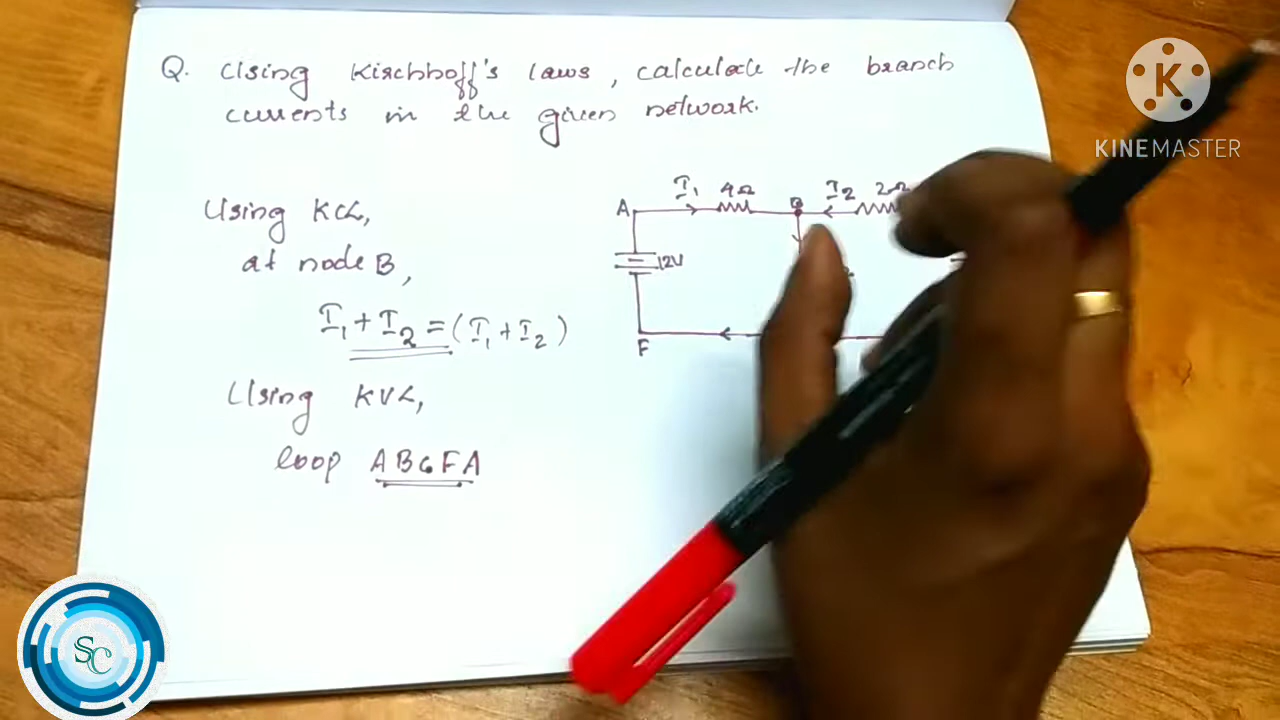 Q. Using Kirchhoff's laws, calculate the branch
currents in the given network.
Using KCL,
at node B,
I1 + I2 = (I1 + I2)
Using KVL,
loop ABGFA
I1 4Ω B I2 2Ω
A
12V
F
KINEMASTER
K
SC